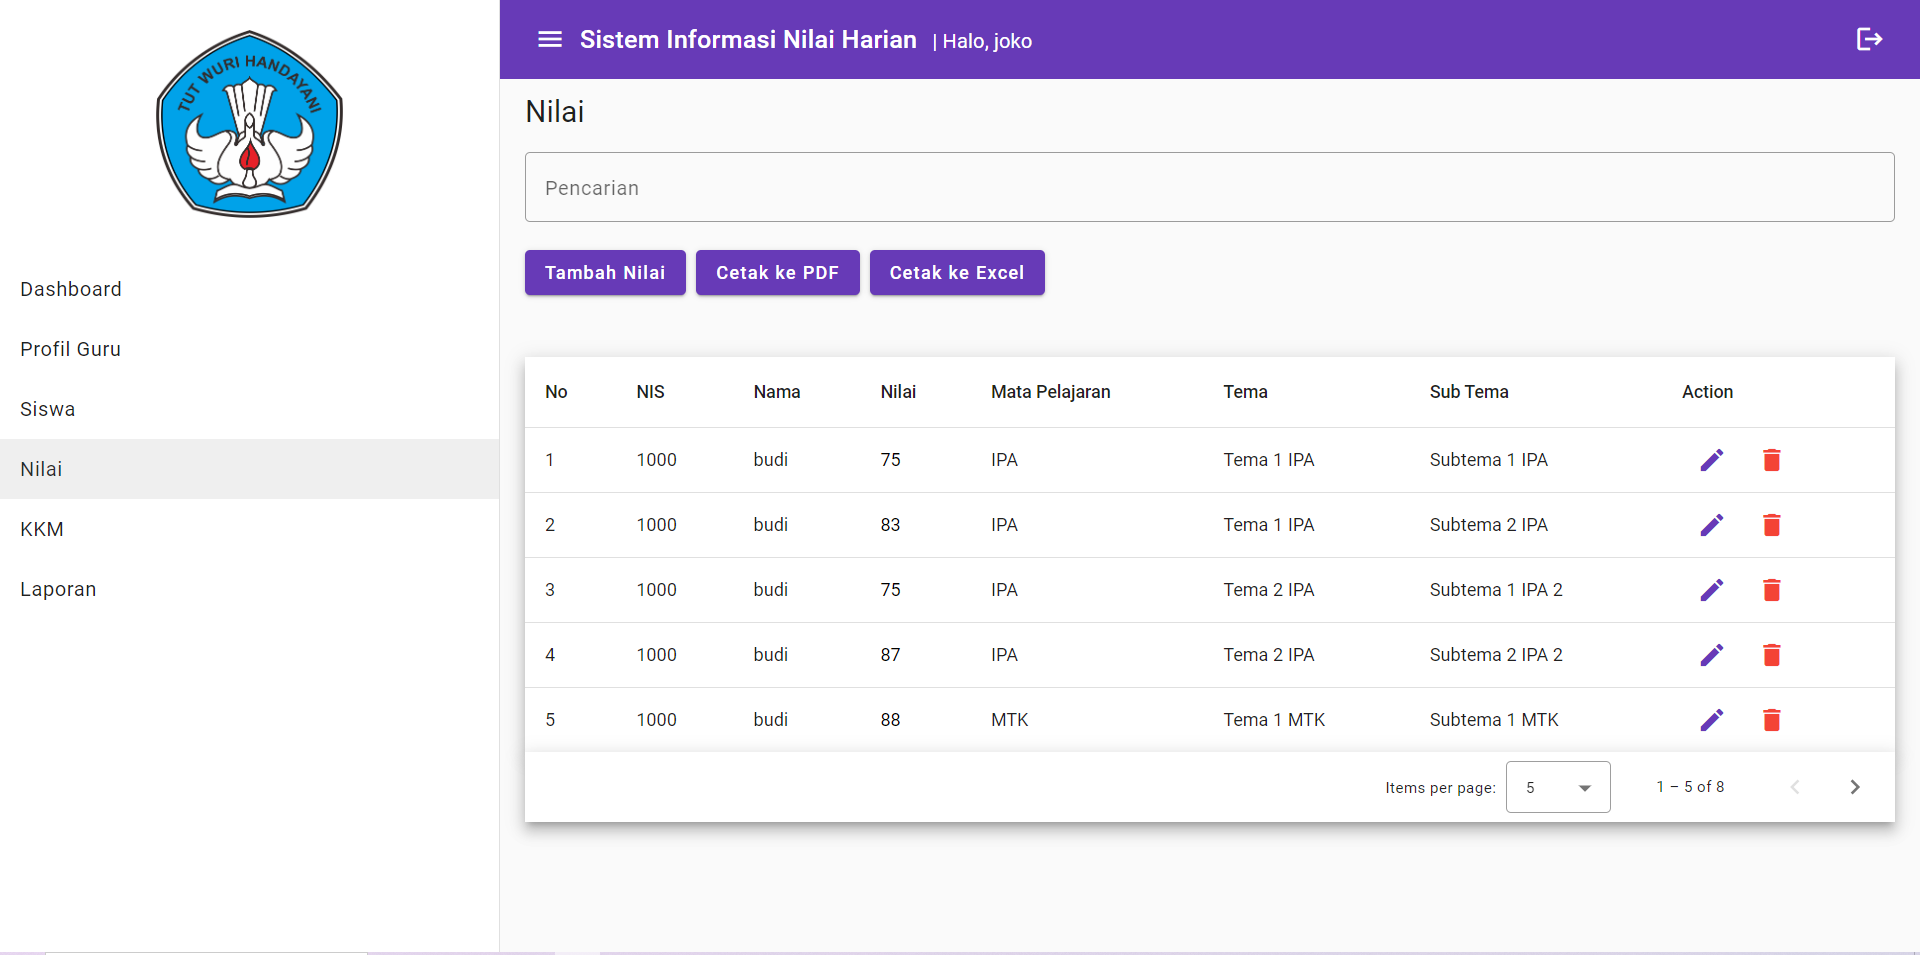 TUT WURI HANDAYANI
Dashboard
Profil Guru
Siswa
Nilai
KKM
Laporan
Sistem Informasi Nilai Harian | Halo, joko
Nilai
Pencarian
Tambah Nilai Cetak ke PDF Cetak ke Excel
No NIS Nama Nilai Mata Pelajaran Tema Sub Tema Action
1 1000 budi 75 IPA Tema 1 IPA Subtema 1 IPA
2 1000 budi 83 IPA Tema 1 IPA Subtema 2 IPA
3 1000 budi 75 IPA Tema 2 IPA Subtema 1 IPA 2
4 1000 budi 87 IPA Tema 2 IPA Subtema 2 IPA 2
5 1000 budi 88 MTK Tema 1 MTK Subtema 1 MTK
Items per page: 5 1 – 5 of 8